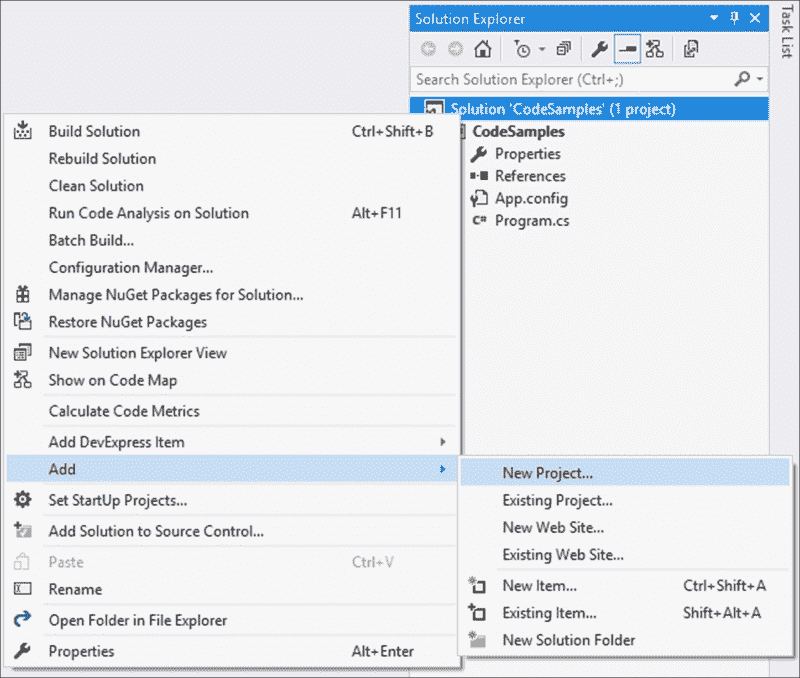 Solution Explorer
Task List
Search Solution Explorer (Ctrl+;)
Solution 'CodeSamples' (1 project)
CodeSamples
Properties
References
App.config
C# Program.cs
Build Solution Ctrl+Shift+B
Rebuild Solution
Clean Solution
Run Code Analysis on Solution Alt+F11
Batch Build...
Configuration Manager...
Manage NuGet Packages for Solution...
Restore NuGet Packages
New Solution Explorer View
Show on Code Map
Calculate Code Metrics
Add DevExpress Item
Add
Set StartUp Projects...
Add Solution to Source Control...
Paste Ctrl+V
Rename
Open Folder in File Explorer
Properties Alt+Enter
New Project...
Existing Project...
New Web Site...
Existing Web Site...
New Item... Ctrl+Shift+A
Existing Item... Shift+Alt+A
New Solution Folder